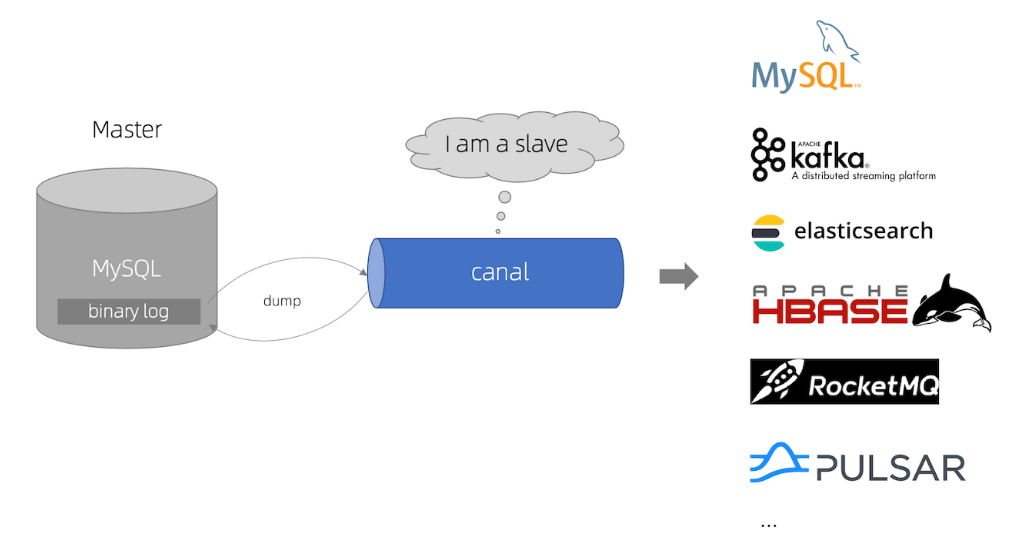 Master
MySQL
binary log
dump
I am a slave
canal
MySQL™
APACHE
kafka®
A distributed streaming platform
elasticsearch
APACHE
HBASE
RocketMQ
PULSAR
...